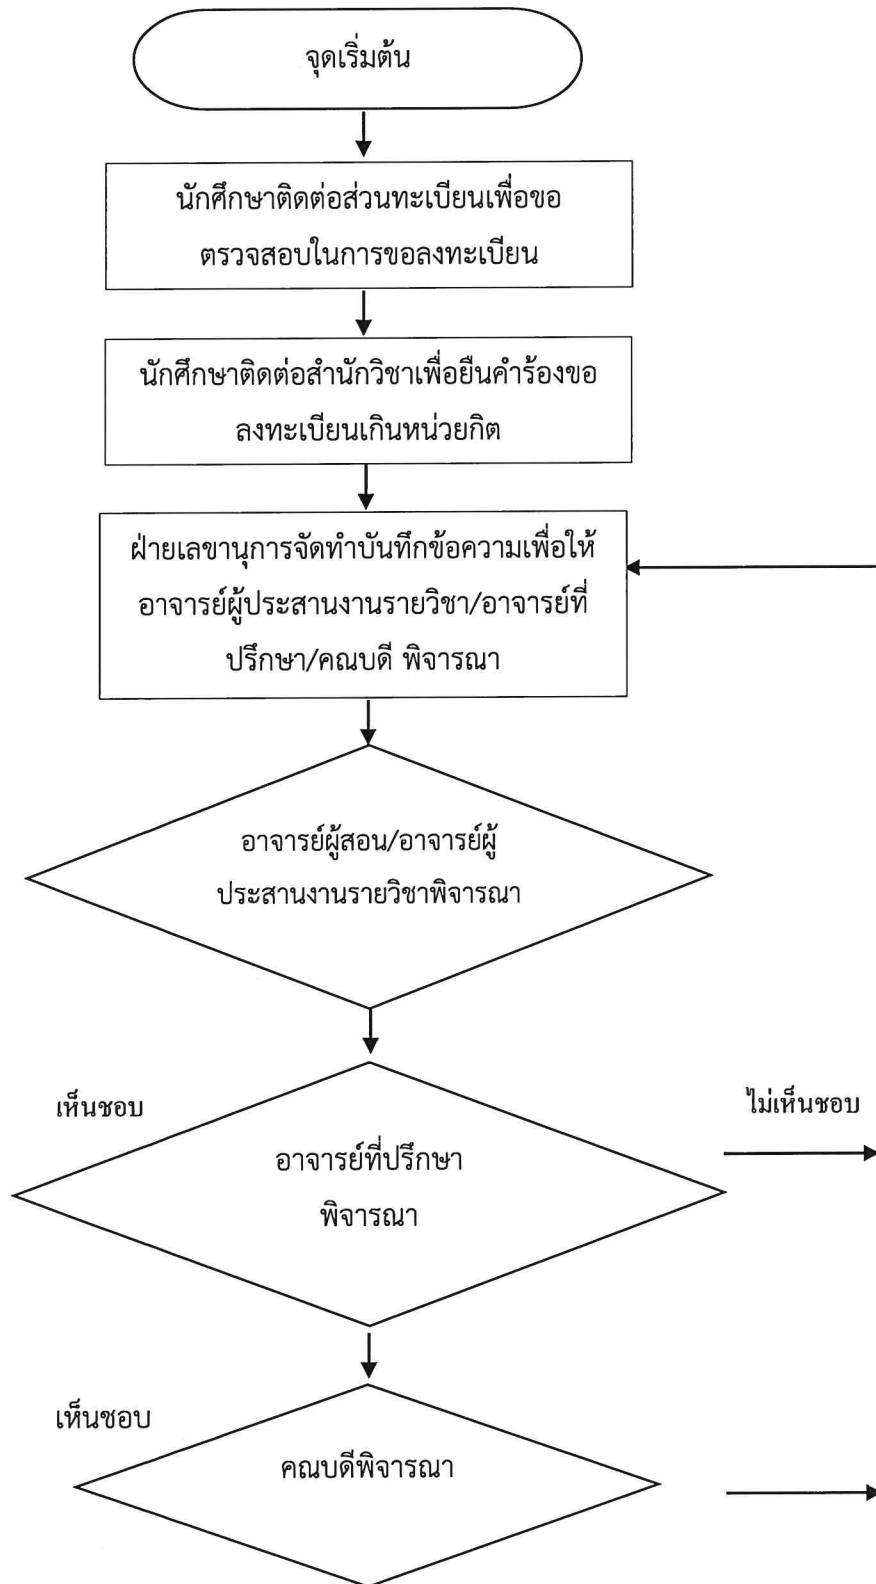 จุดเริ่มต้น
นักศึกษาติดต่อส่วนทะเบียนเพื่อขอ
ตรวจสอบในการขอลงทะเบียน
นักศึกษาติดต่อสำนักวิชาเพื่อยืนคำร้องขอ
ลงทะเบียนเกินหน่วยกิต
ฝ่ายเลขานุการจัดทำบันทึกข้อความเพื่อให้
อาจารย์ผู้ประสานงานรายวิชา/อาจารย์ที่
ปรึกษา/คณบดี พิจารณา
อาจารย์ผู้สอน/อาจารย์ผู้
ประสานงานรายวิชาพิจารณา
เห็นชอบ
ไม่เห็นชอบ
อาจารย์ที่ปรึกษา
พิจารณา
เห็นชอบ
คณบดีพิจารณา